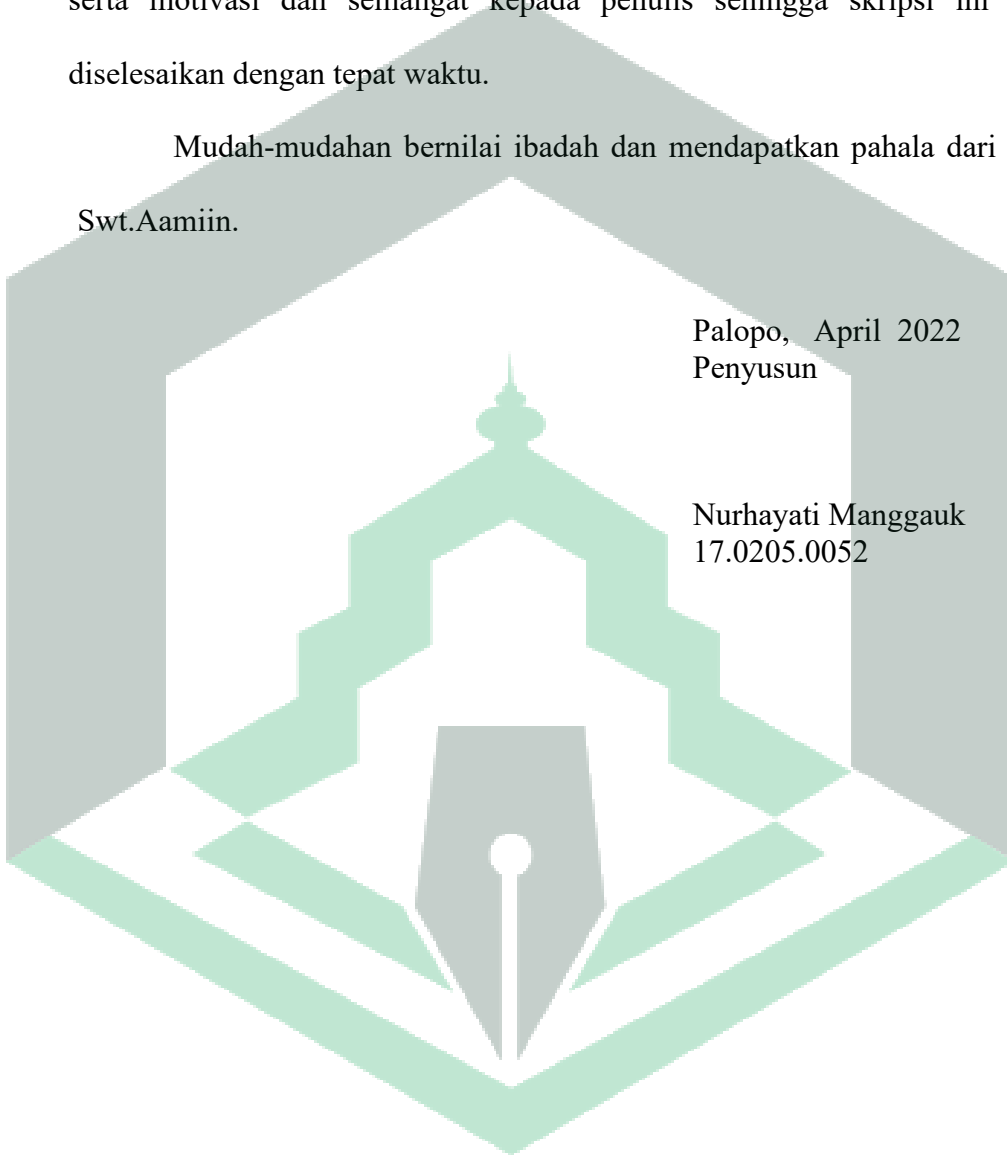 serta motivasi dan semangat kepada penulis sehingga skripsi ini
diselesaikan dengan tepat waktu.
Mudah-mudahan bernilai ibadah dan mendapatkan pahala dari
Swt.Aamiin.
Palopo, April 2022
Penyusun
Nurhayati Manggauk
17.0205.0052